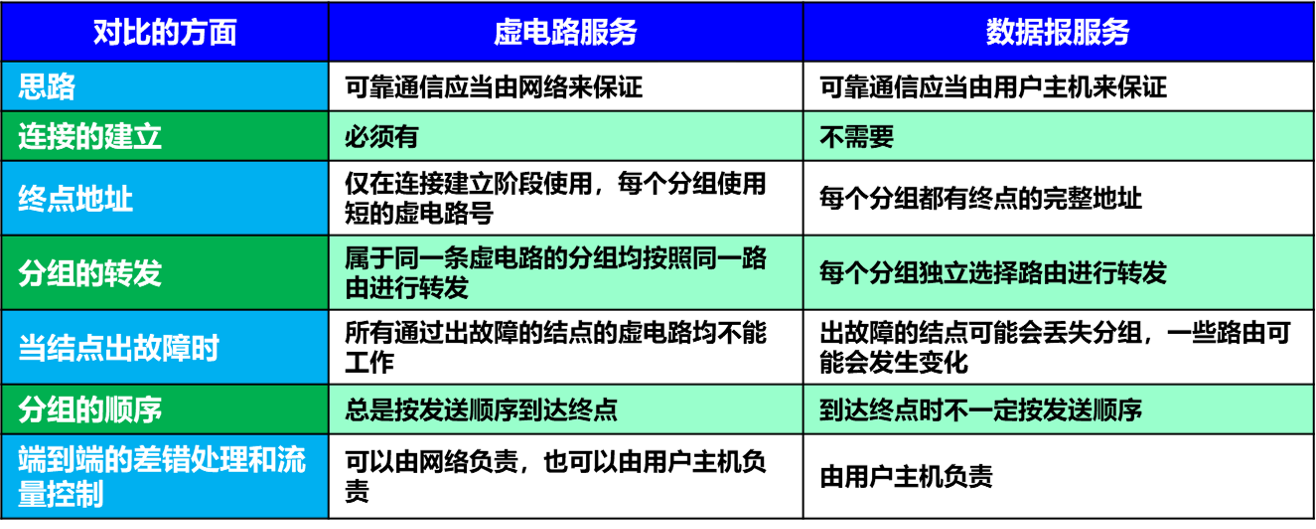 对比的方面
虚电路服务
数据报服务
思路
可靠通信应当由网络来保证
可靠通信应当由用户主机来保证
连接的建立
必须有
不需要
终点地址
仅在连接建立阶段使用，每个分组使用
短的虚电路号
每个分组都有终点的完整地址
分组的转发
属于同一条虚电路的分组均按照同一路
由进行转发
每个分组独立选择路由进行转发
当结点出故障时
所有通过出故障的结点的虚电路均不能
工作
出故障的结点可能会丢失分组，一些路由可
能会发生变化
分组的顺序
总是按发送顺序到达终点
到达终点时不一定按发送顺序
端到端的差错处理和流
量控制
可以由网络负责，也可以由用户主机负
责
由用户主机负责